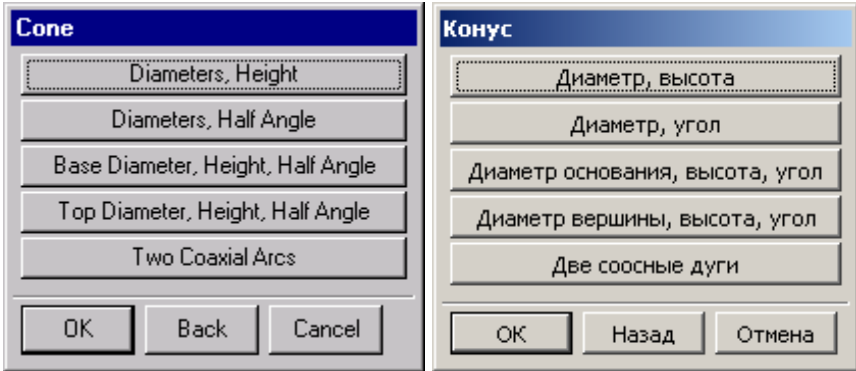 Cone
Diameters, Height
Diameters, Half Angle
Base Diameter, Height, Half Angle
Top Diameter, Height, Half Angle
Two Coaxial Arcs
OK Back Cancel
Конус
Диаметр, высота
Диаметр, угол
Диаметр основания, высота, угол
Диаметр вершины, высота, угол
Две соосные дуги
ОК Назад Отмена